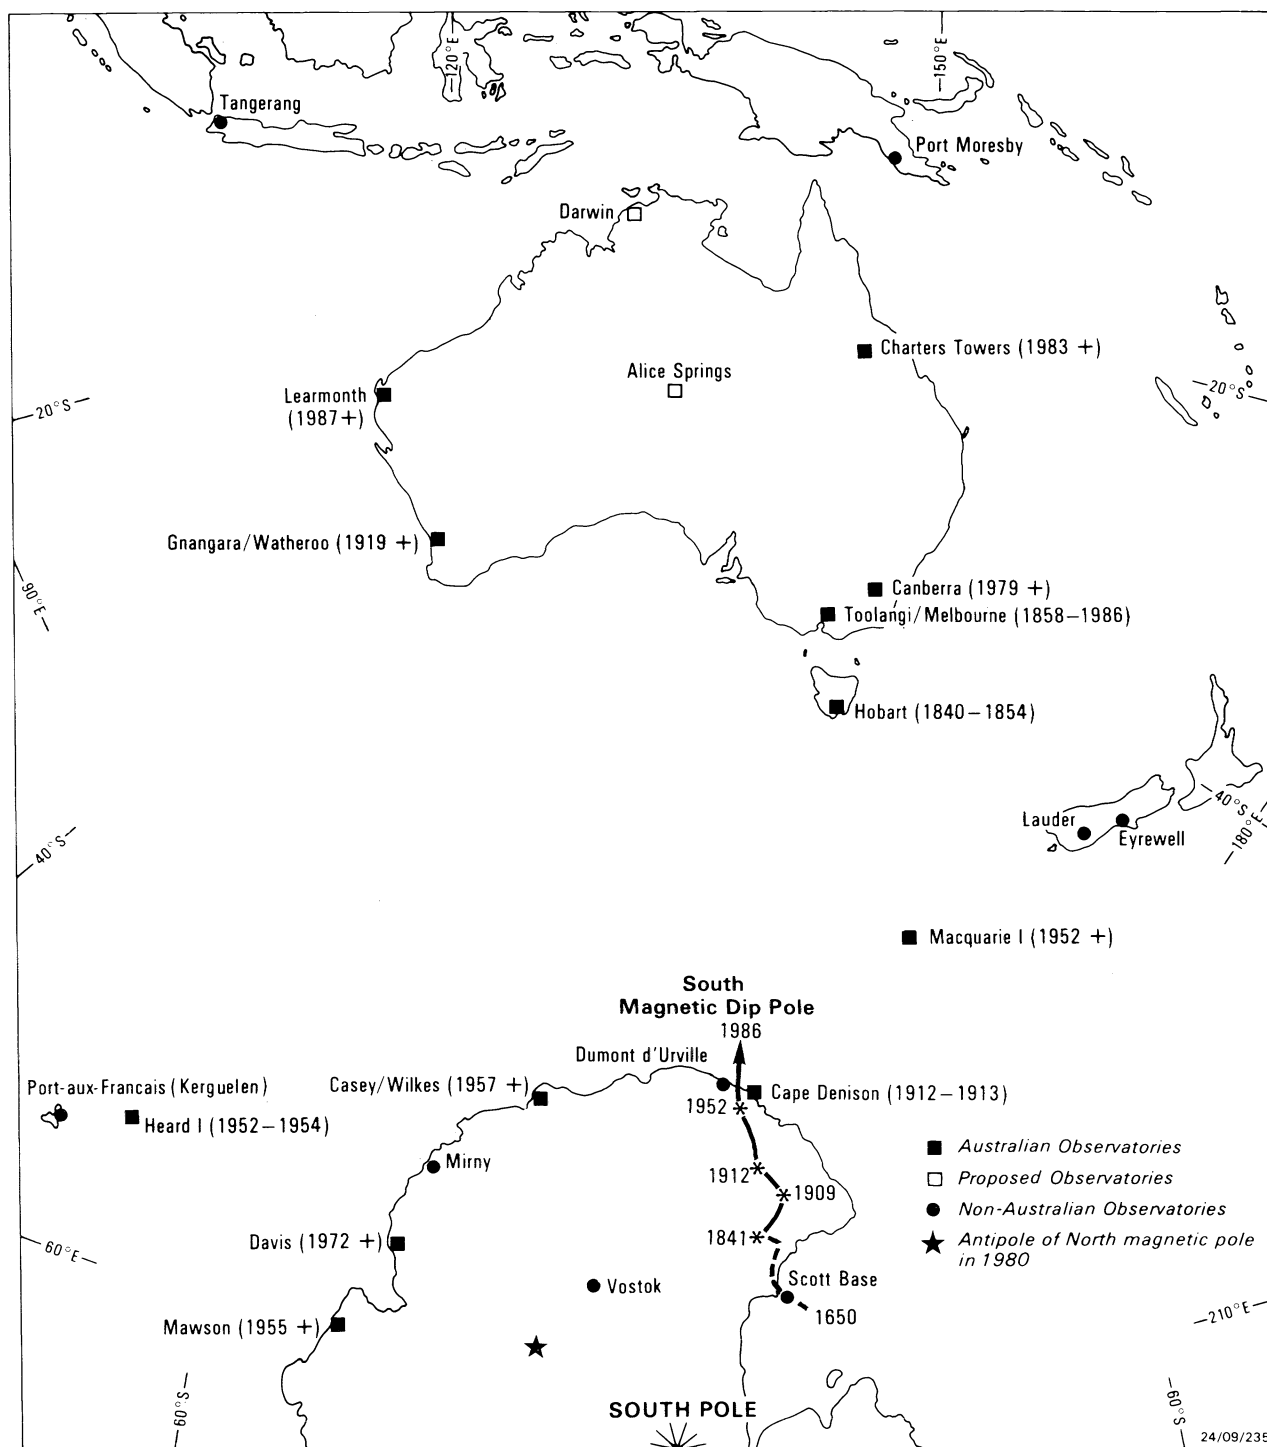 120°E
150°E
Tangerang
Port Moresby
Darwin
Charters Towers (1983 +)
Alice Springs
Learmonth
(1987+)
20°S
20°S
Gnangara/Watheroo (1919 +)
90°E
Canberra (1979 +)
Toolangi/Melbourne (1858–1986)
Hobart (1840–1854)
40°S
180°E
Lauder
Eyrewell
40°S
Macquarie I (1952 +)
South
Magnetic Dip Pole
1986
Dumont d'Urville
Port-aux-Francais (Kerguelen)
Casey/Wilkes (1957 +)
Cape Denison (1912–1913)
1952
Heard I (1952–1954)
Australian Observatories
Mirny
1912
Proposed Observatories
1909
Non-Australian Observatories
Davis (1972 +)
1841
Antipole of North magnetic pole
in 1980
60°E
Vostok
Scott Base
1650
210°E
Mawson (1955 +)
60°S
60°S
SOUTH POLE
24/09/235